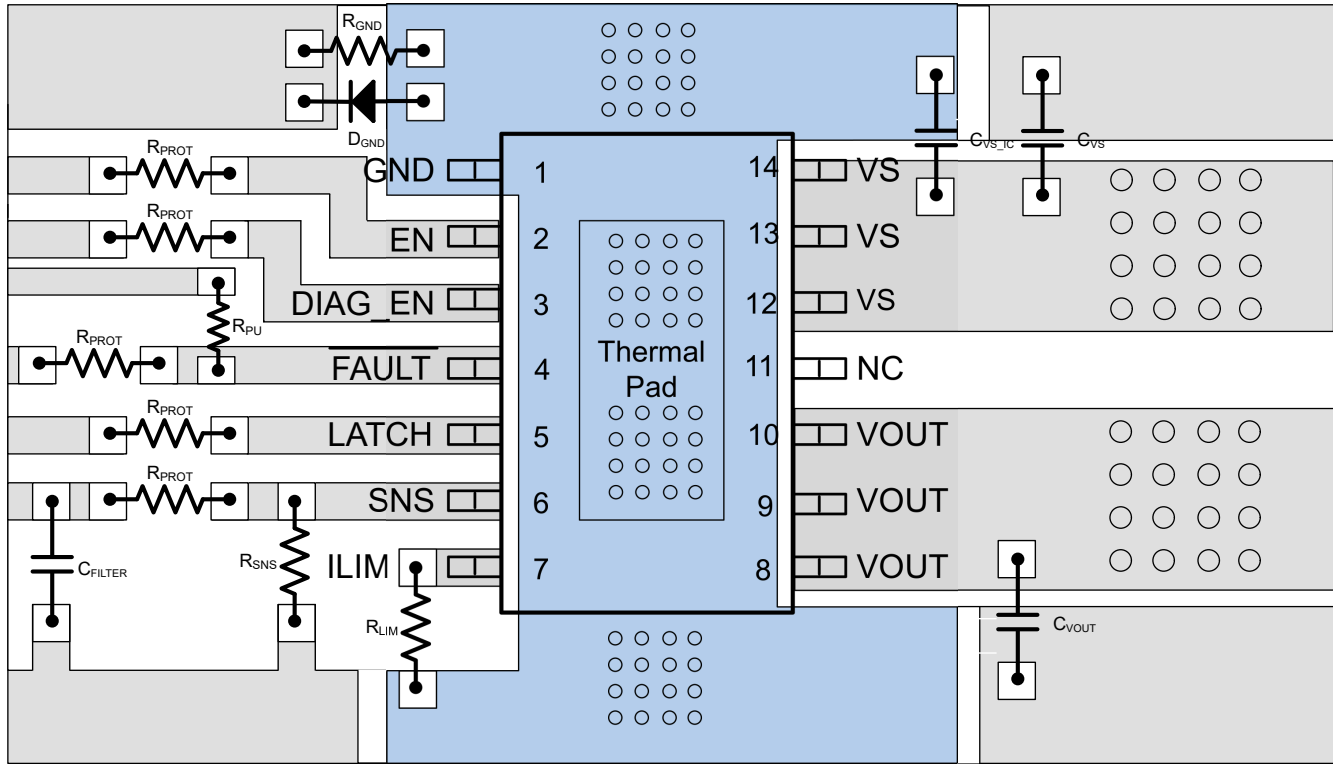 RGND
DGND
CVS_IC
CVS
RPROT
GND
1
14
VS
RPROT
EN
2
13
VS
DIAG_EN
3
12
VS
RPU
RPROT
FAULT
4
Thermal
Pad
11
NC
RPROT
LATCH
5
10
VOUT
RPROT
SNS
6
9
VOUT
CFILTER
RSNS
ILIM
7
8
VOUT
RLIM
CVOUT